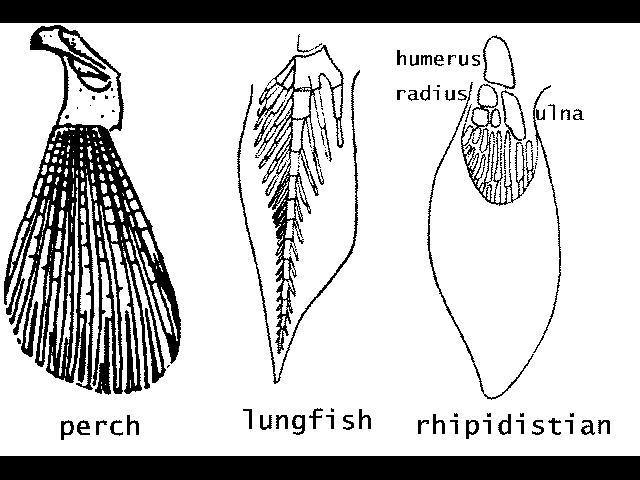 humerus
radius
ulna
perch
lungfish
rhipidistian